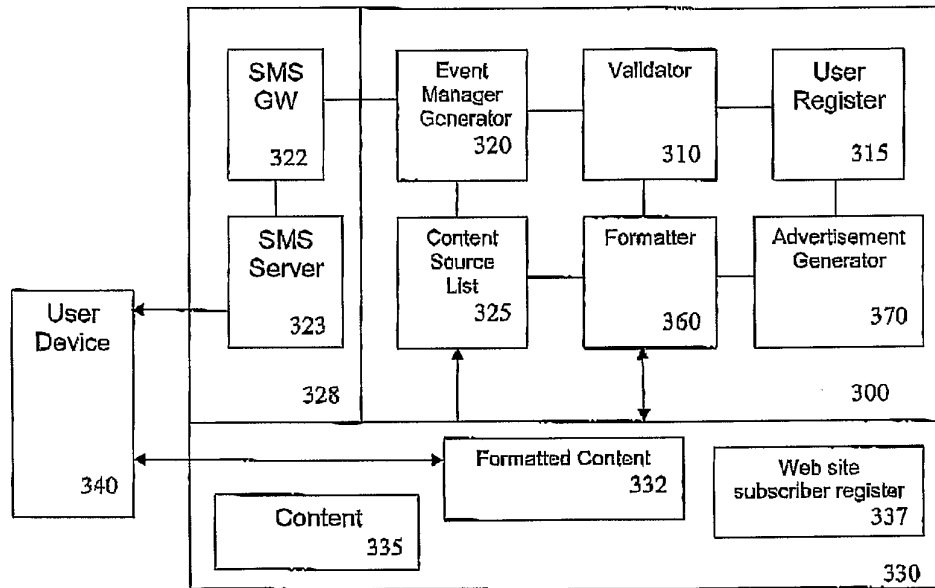 SMS
GW
322
Event
Manager
Generator
320
Validator
310
User
Register
315
SMS
Server
323
Content
Source
List
325
Formatter
360
Advertisement
Generator
370
User
Device
340
328
300
Formatted Content
332
Web site
subscriber register
337
Content
335
330